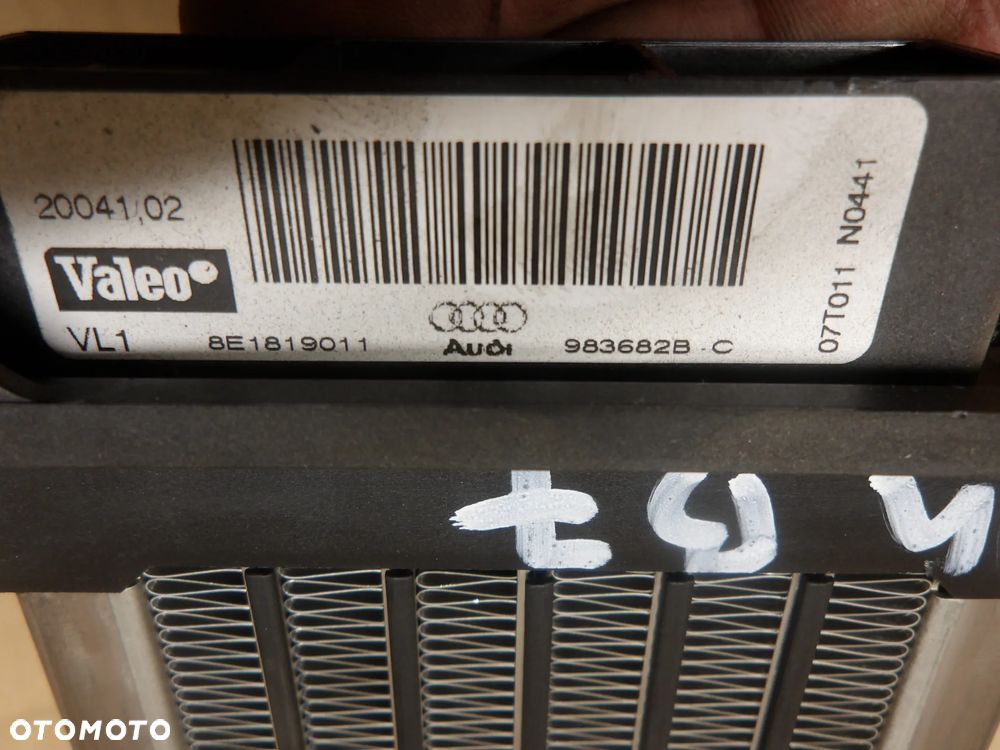 20041/02
Valeo
VL1
8E1819011
Audi
983682B - C
07T011 N0441
OTOMOTO